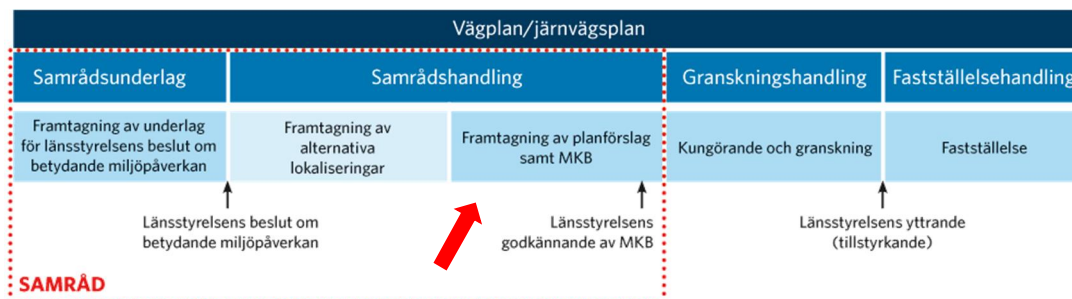 Vägplan/järnvägsplan
Samrådsunderlag
Samrådshandling
Granskningshandling
Fastställelsehandling
Framtagning av underlag
för länsstyrelsens beslut om
betydande miljöpåverkan
Framtagning av
alternativa
lokaliseringar
Framtagning av planförslag
samt MKB
Kungörande och granskning
Fastställelse
Länsstyrelsens beslut om
betydande miljöpåverkan
Länsstyrelsens
godkännande av MKB
Länsstyrelsens yttrande
(tillstyrkande)
SAMRÅD